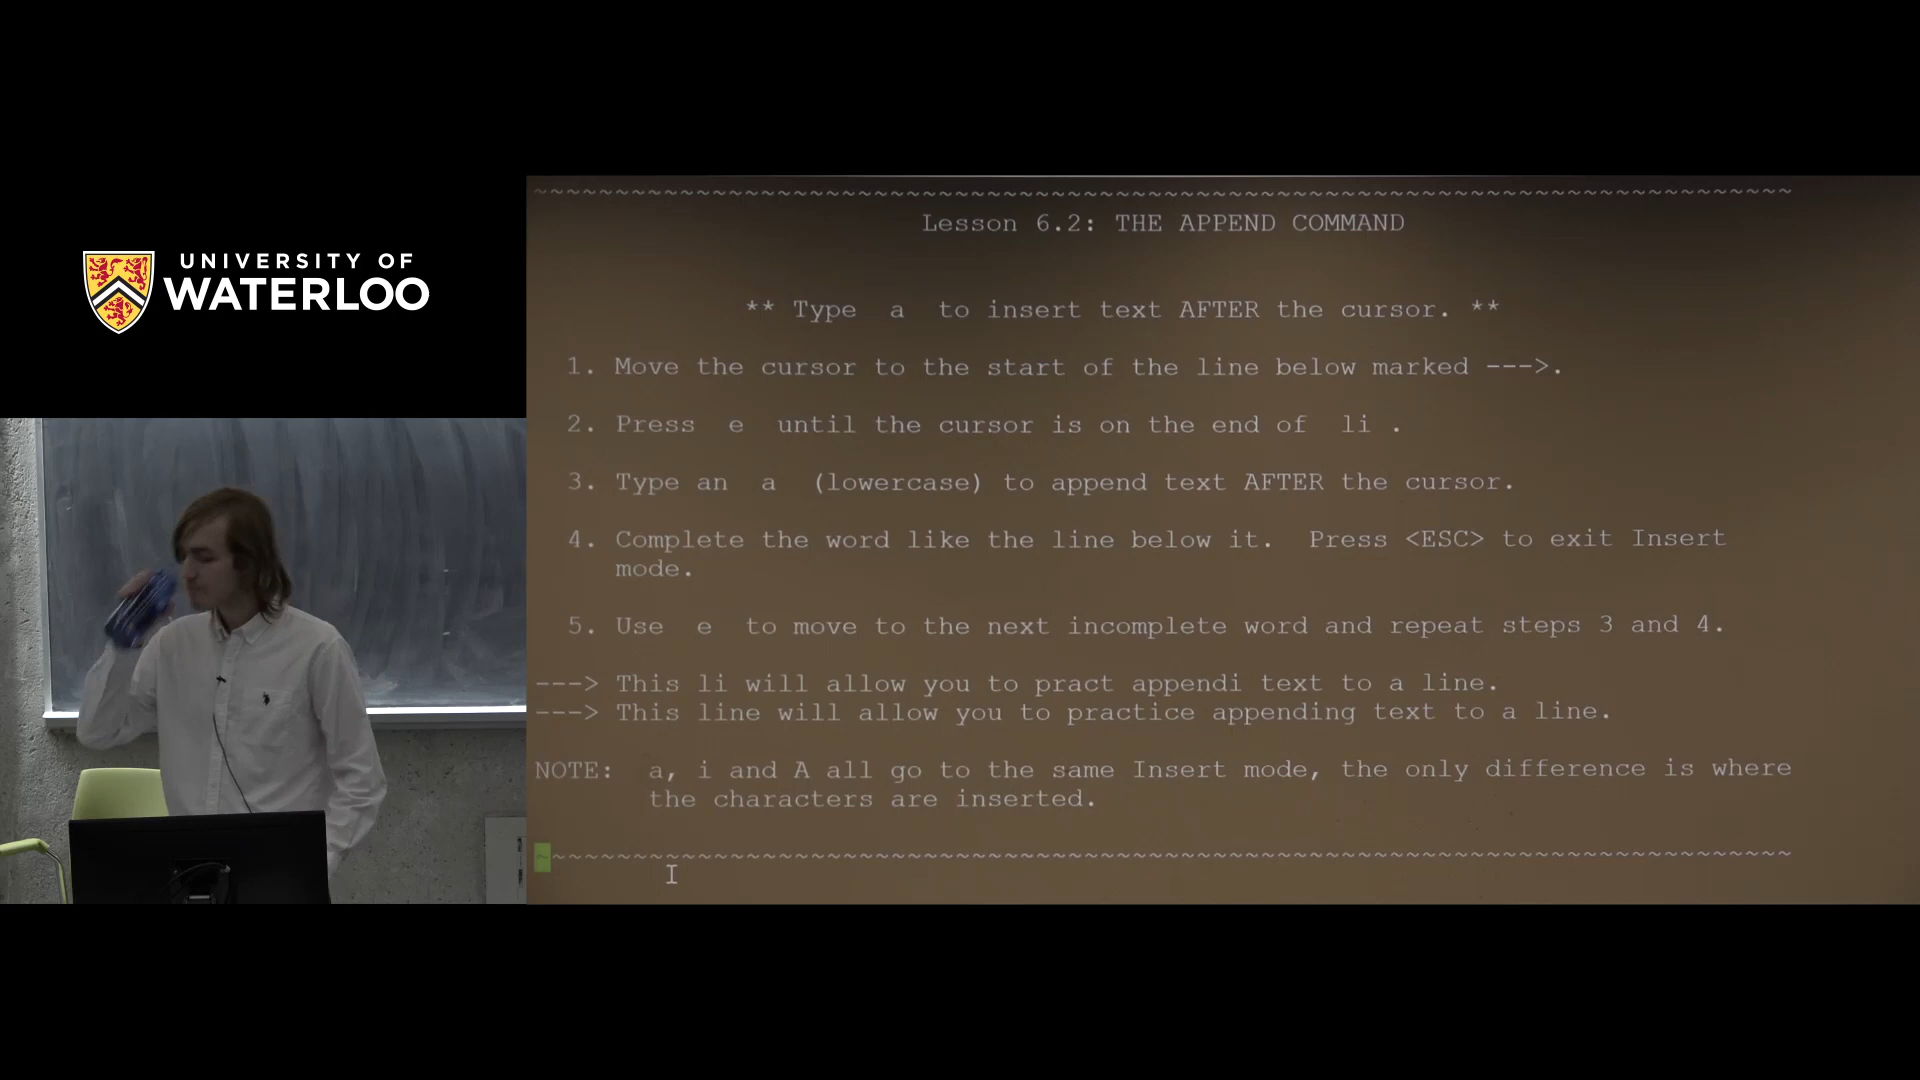 UNIVERSITY OF
WATERLOO
~~~~~~~~~~~~~~~~~~~~~~~~~~~~~~~~~~~~~~~~~~~~~~~~~~~~~~~~~~~~~~~~~~~~~~~~~~~~~~
Lesson 6.2: THE APPEND COMMAND
** Type  a  to insert text AFTER the cursor. **
1. Move the cursor to the start of the line below marked --->.
2. Press  e  until the cursor is on the end of  li .
3. Type an  a  (lowercase) to append text AFTER the cursor.
4. Complete the word like the line below it.  Press <ESC> to exit Insert
mode.
5. Use  e  to move to the next incomplete word and repeat steps 3 and 4.
---> This li will allow you to pract appendi text to a line.
---> This line will allow you to practice appending text to a line.
NOTE:  a, i and A all go to the same Insert mode, the only difference is where
the characters are inserted.
~~~~~~~~~~~~~~~~~~~~~~~~~~~~~~~~~~~~~~~~~~~~~~~~~~~~~~~~~~~~~~~~~~~~~~~~~~~~~~